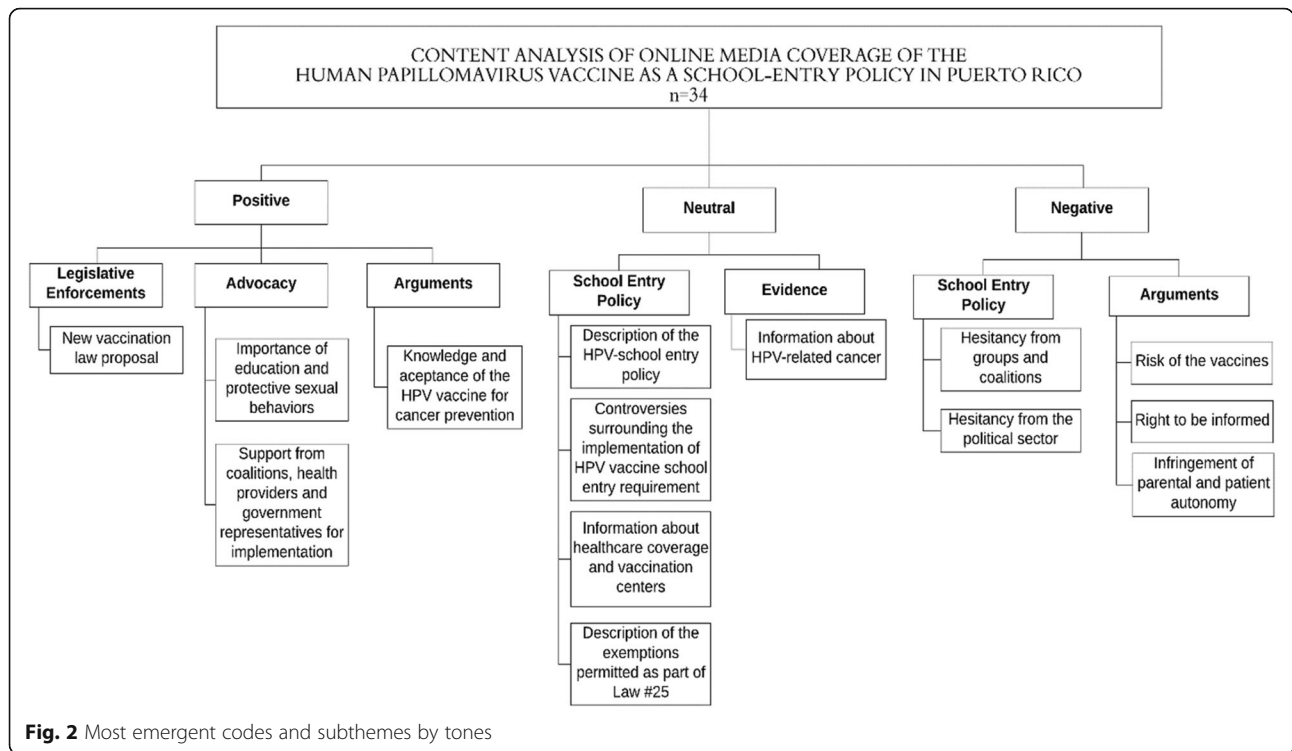 CONTENT ANALYSIS OF ONLINE MEDIA COVERAGE OF THE
HUMAN PAPILLOMAVIRUS VACCINE AS A SCHOOL-ENTRY POLICY IN PUERTO RICO
n=34
Positive
Legislative
Enforcements
New vaccination
law proposal
Advocacy
Importance of
education and
protective sexual
behaviors
Support from
coalitions, health
providers and
government
representatives for
implementation
Arguments
Knowledge and
aceptance of the
HPV vaccine for
cancer prevention
Neutral
School Entry
Policy
Description of the
HPV-school entry
policy
Controversies
surrounding the
implementation of
HPV vaccine school
entry requirement
Information about
healthcare coverage
and vaccination
centers
Description of the
exemptions
permitted as part of
Law #25
Evidence
Information about
HPV-related cancer
Negative
School Entry
Policy
Hesitancy from
groups and
coalitions
Hesitancy from the
political sector
Arguments
Risk of the vaccines
Right to be informed
Infringement of
parental and patient
autonomy
Fig. 2 Most emergent codes and subthemes by tones